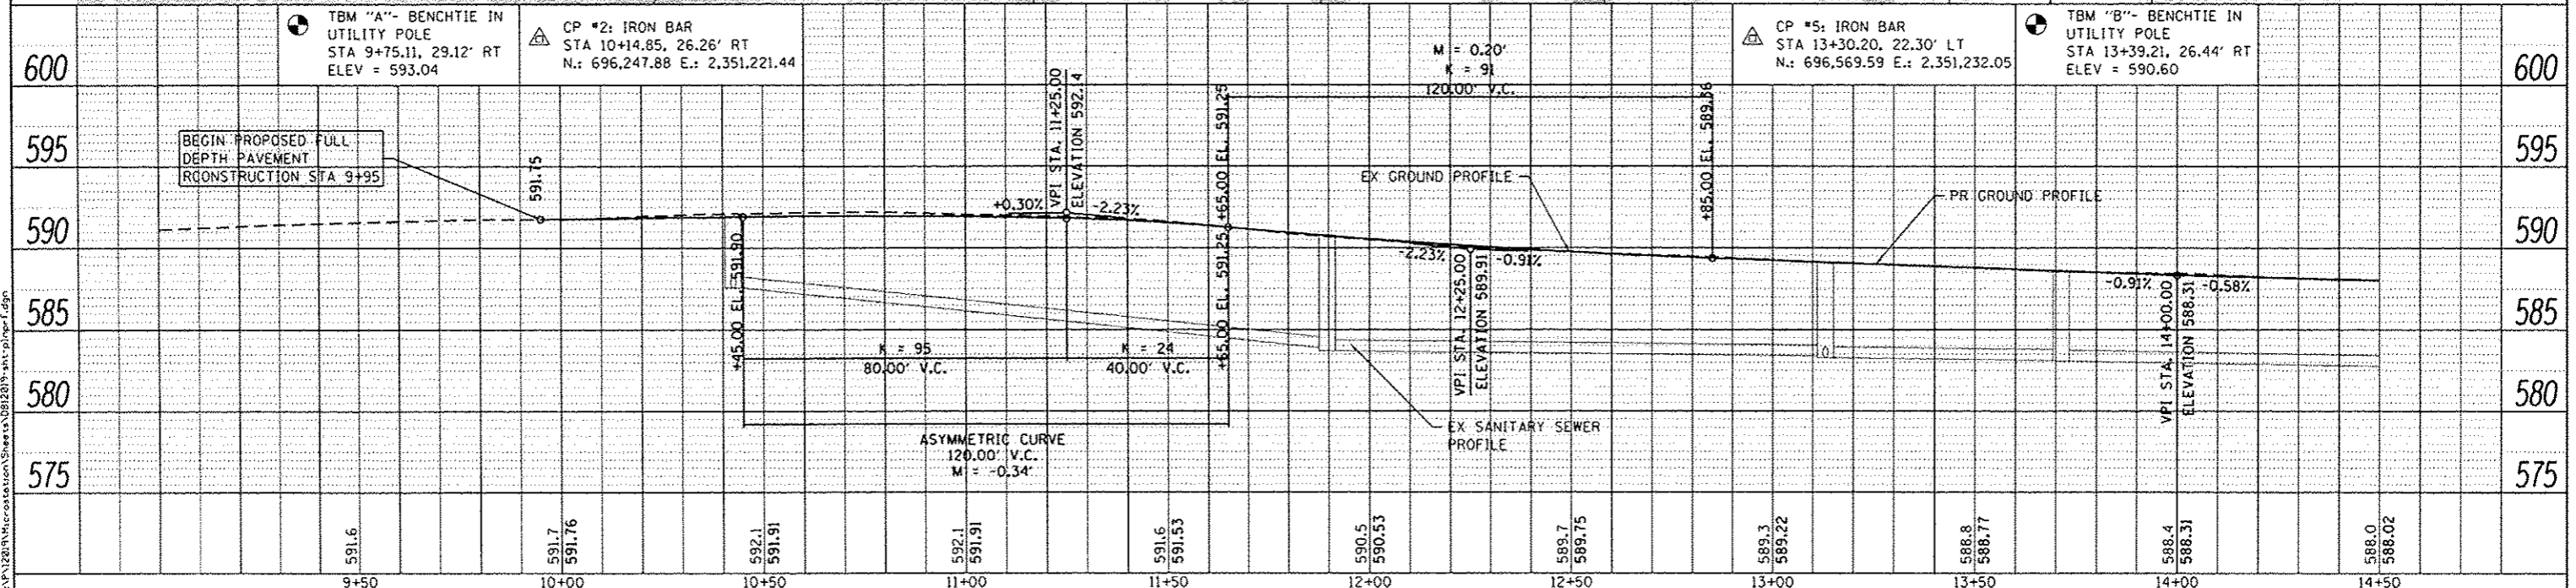 TBM "A"- BENCHTIE IN
UTILITY POLE
STA 9+75.11, 29.12' RT
ELEV = 593.04
CP #2: IRON BAR
STA 10+14.85, 26.26' RT
N.: 696,247.88 E.: 2,351,221.44
CP #5: IRON BAR
STA 13+30.20, 22.30' LT
N.: 696,569.59 E.: 2,351,232.05
TBM "B"- BENCHTIE IN
UTILITY POLE
STA 13+39.21, 26.44' RT
ELEV = 590.60
M = 0.20'
K = 91
120.00' V.C.
600
600
595
595
590
590
585
585
580
580
575
575
BEGIN PROPOSED FULL
DEPTH PAVEMENT
RCONSTRUCTION STA 9+95
591.75
VPI STA. 11+25.00
ELEVATION 592.14
+65.00 EL. 591.25
+85.00 EL. 589.36
EX GROUND PROFILE
PR GROUND PROFILE
+0.30%
-2.23%
-2.23%
-0.91%
-0.91%
-0.58%
+45.00 EL. 591.90
+65.00 EL. 591.25
VPI STA. 12+25.00
ELEVATION 589.91
VPI STA. 14+00.00
ELEVATION 588.31
K = 95
80.00' V.C.
K = 24
40.00' V.C.
ASYMMETRIC CURVE
120.00' V.C.
M = -0.34'
EX SANITARY SEWER
PROFILE
591.6
591.7
591.76
592.1
591.91
592.1
591.91
591.6
591.53
590.5
590.53
589.7
589.75
589.3
589.22
588.8
588.77
588.4
588.31
588.0
588.02
9+50
10+00
10+50
11+00
11+50
12+00
12+50
13+00
13+50
14+00
14+50